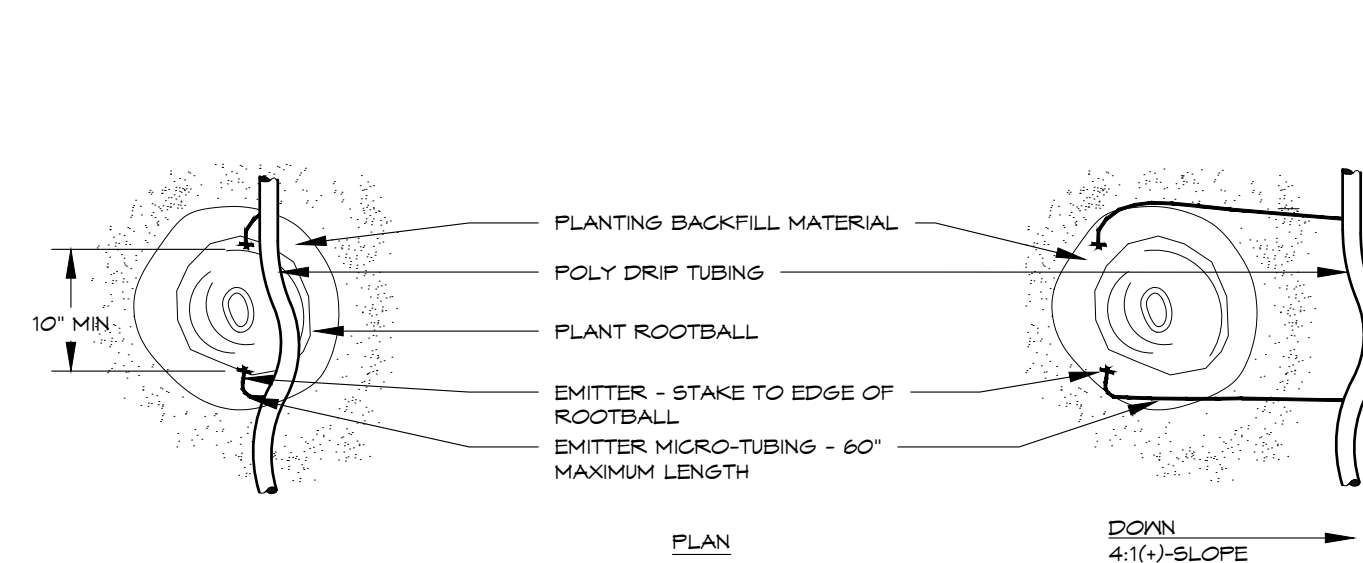 PLANTING BACKFILL MATERIAL
POLY DRIP TUBING
10" MIN
PLANT ROOTBALL
EMITTER - STAKE TO EDGE OF
ROOTBALL
EMITTER MICRO-TUBING - 60"
MAXIMUM LENGTH
PLAN
DOWN
4:1(+)-SLOPE